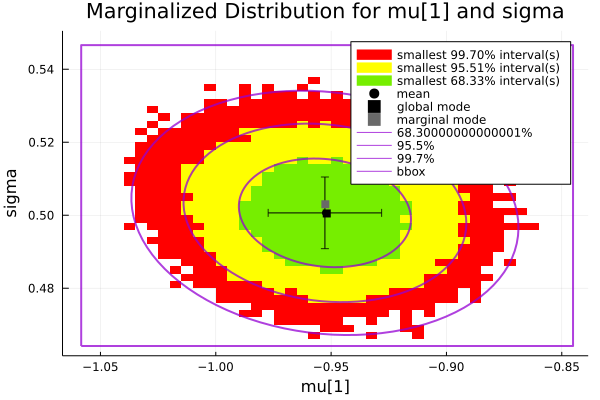 Marginalized Distribution for mu[1] and sigma
smallest 99.70% interval(s)
smallest 95.51% interval(s)
smallest 68.33% interval(s)
mean
global mode
marginal mode
68.30000000000001%
95.5%
99.7%
bbox
sigma
0.54
0.52
0.50
0.48
−1.05 −1.00 −0.95 −0.90 −0.85
mu[1]